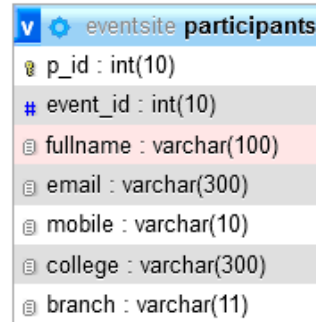 v eventsite participants
p_id : int(10)
# event_id : int(10)
fullname : varchar(100)
email : varchar(300)
mobile : varchar(10)
college : varchar(300)
branch : varchar(11)